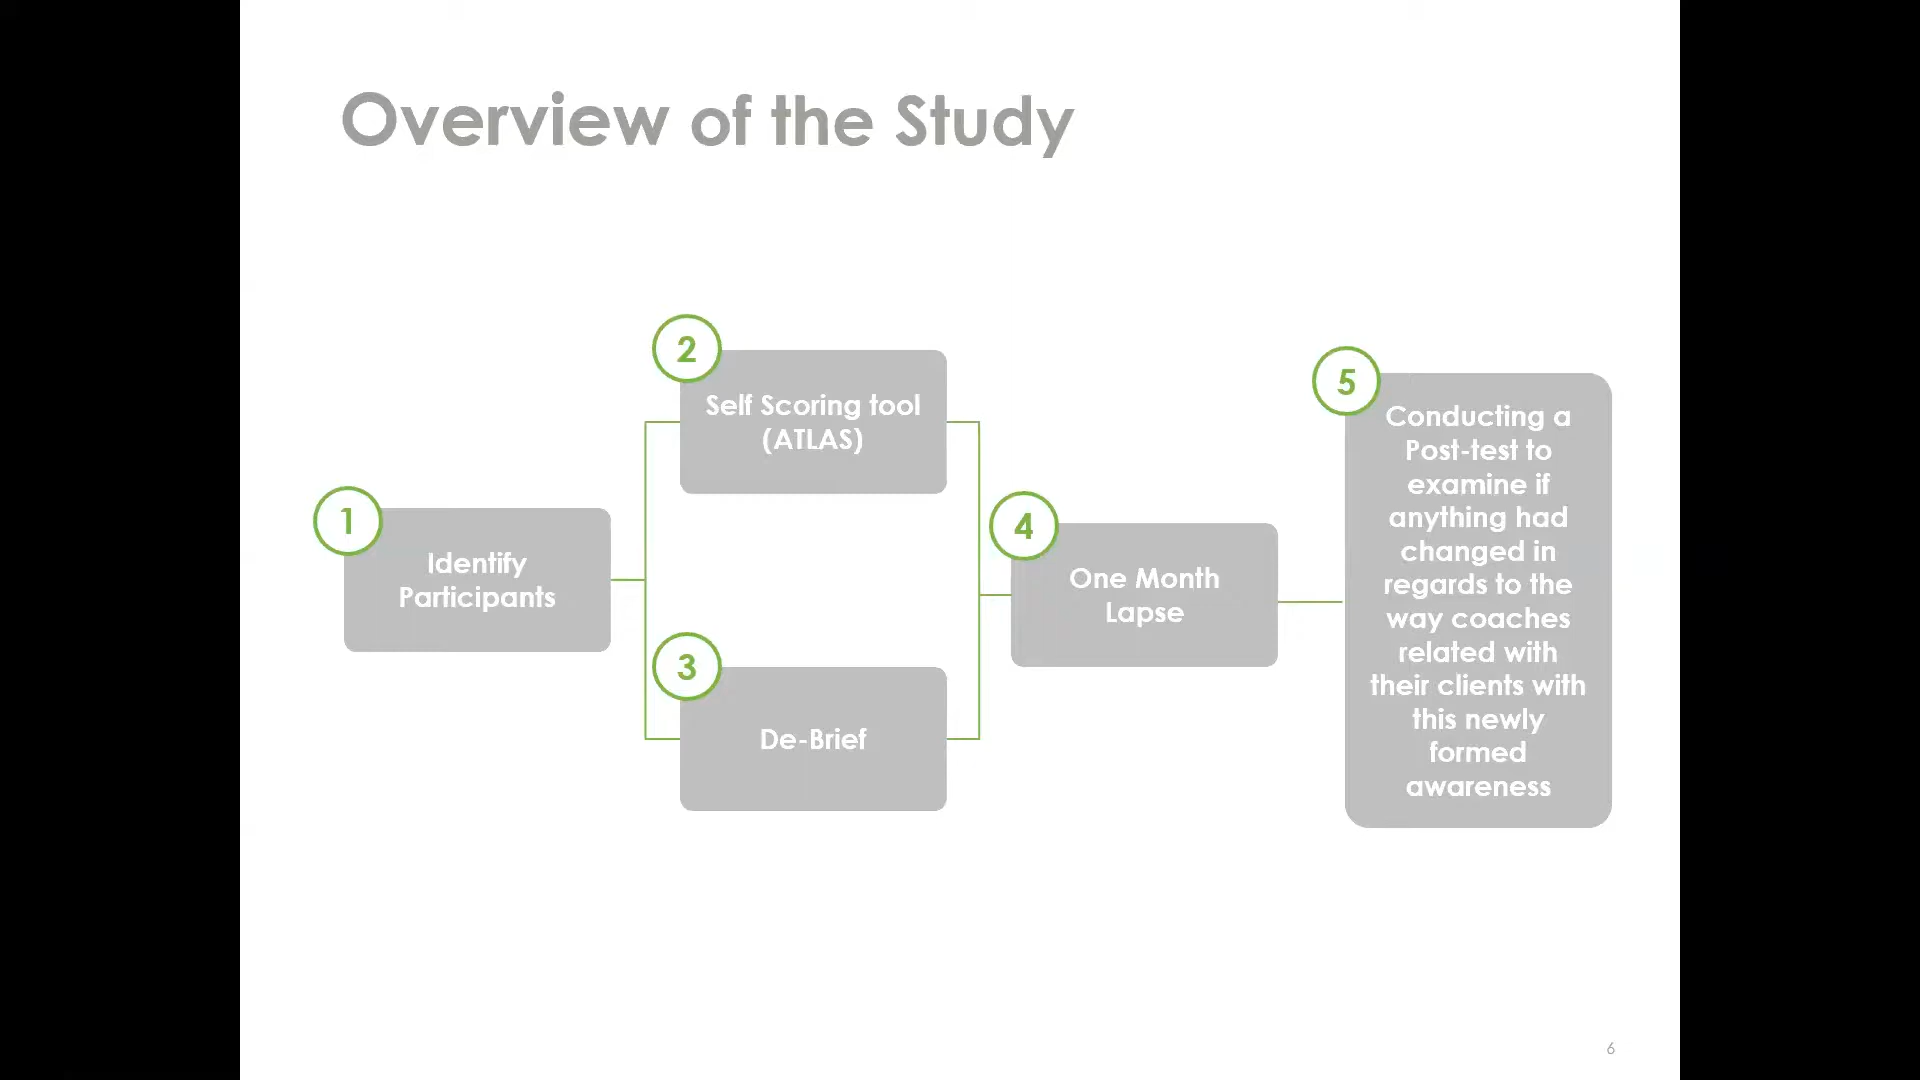 Overview of the Study
1
Identify
Participants
2
Self Scoring tool
(ATLAS)
3
De-Brief
4
One Month
Lapse
5
Conducting a
Post-test to
examine if
anything had
changed in
regards to the
way coaches
related with
their clients with
this newly
formed
awareness
6